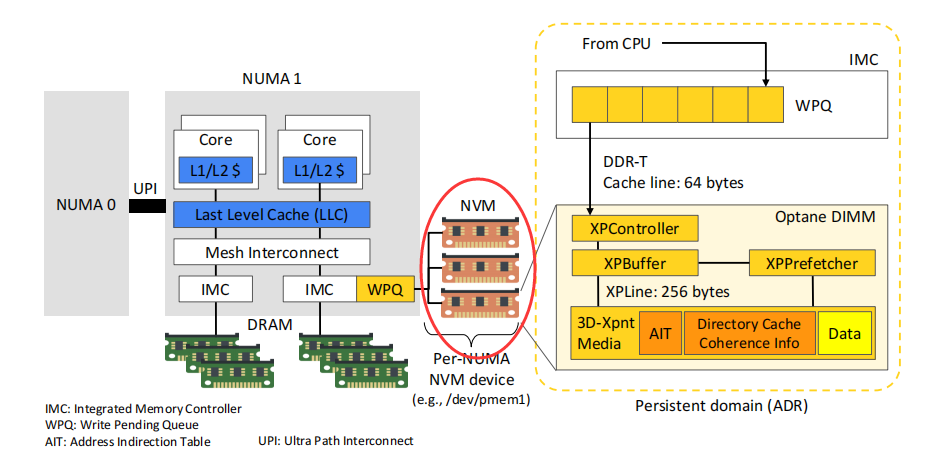 From CPU
IMC
WPQ
NUMA 1
Core
Core
L1/L2 $
L1/L2 $
DDR-T
Cache line: 64 bytes
UPI
NUMA 0
Last Level Cache (LLC)
NVM
Optane DIMM
XPController
Mesh Interconnect
XPBuffer
XPPrefetcher
IMC
IMC
WPQ
XPLine: 256 bytes
DRAM
3D-Xpnt
Media
AIT
Directory Cache
Coherence Info
Data
Per-NUMA
NVM device
(e.g., /dev/pmem1)
Persistent domain (ADR)
IMC: Integrated Memory Controller
WPQ: Write Pending Queue
AIT: Address Indirection Table
UPI: Ultra Path Interconnect